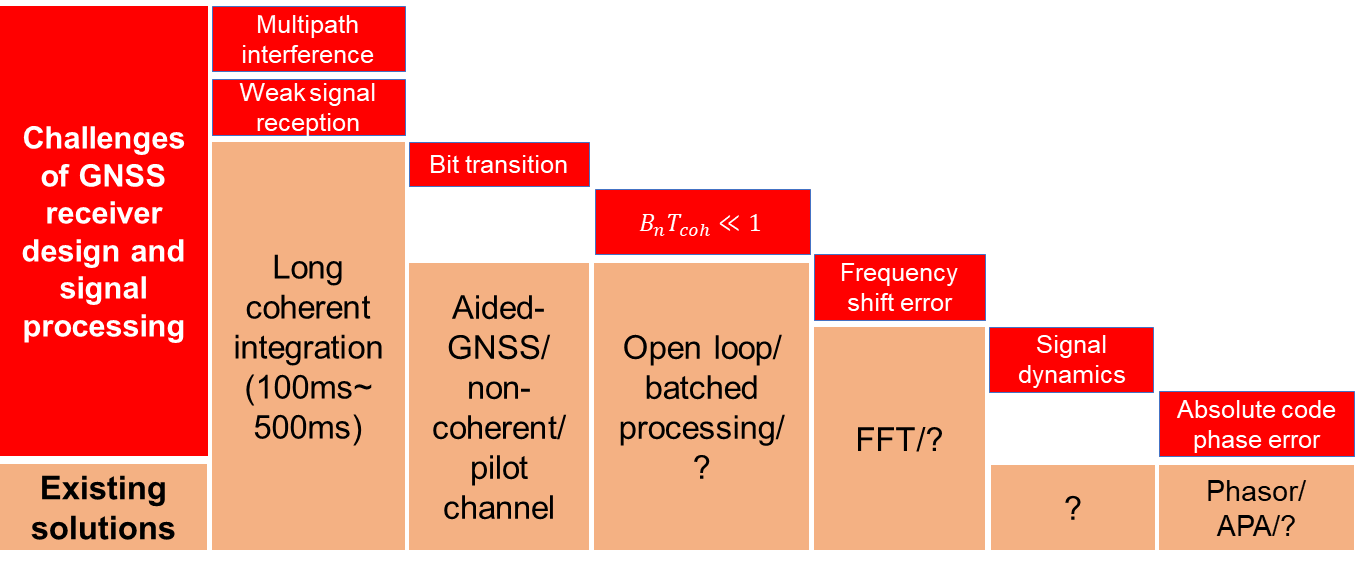 Challenges
of GNSS
receiver
design and
signal
processing
Existing
solutions
Multipath
interference
Weak signal
reception
Long
coherent
integration
(100ms~
500ms)
Bit transition
Aided-
GNSS/
non-
coherent/
pilot
channel
$B_nT_{coh} \ll 1$
Open loop/
batched
processing/
?
Frequency
shift error
FFT/?
Signal
dynamics
?
Absolute code
phase error
Phasor/
APA/?